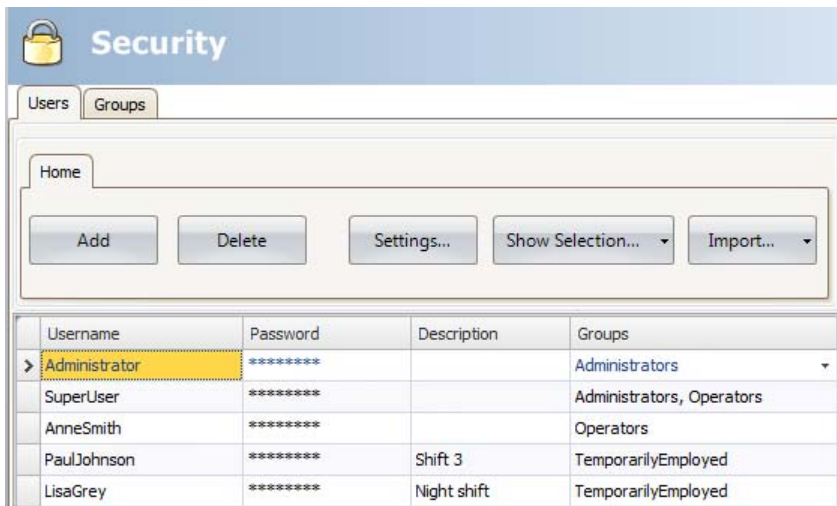 Security
Users Groups
Home
Add Delete Settings... Show Selection... Import...
Username Password Description Groups
Administrator ******** Administrators
SuperUser ******** Administrators, Operators
AnneSmith ******** Operators
PaulJohnson ******** Shift 3 TemporarilyEmployed
LisaGrey ******** Night shift TemporarilyEmployed